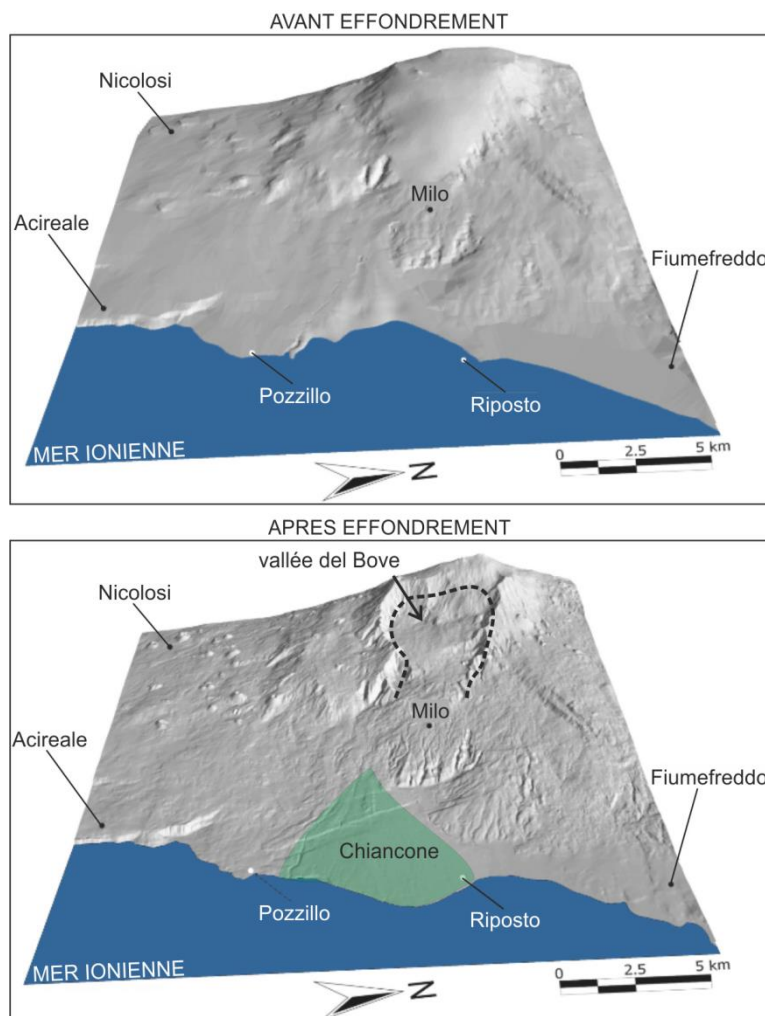 AVANT EFFONDREMENT
Nicolosi
Milo
Acireale
Fiumefreddo
Pozzillo
Riposto
MER IONIENNE
0 2.5 5 km
N
APRES EFFONDREMENT
vallée del Bove
Nicolosi
Milo
Acireale
Fiumefreddo
Chiancone
Pozzillo
Riposto
MER IONIENNE
0 2.5 5 km
N